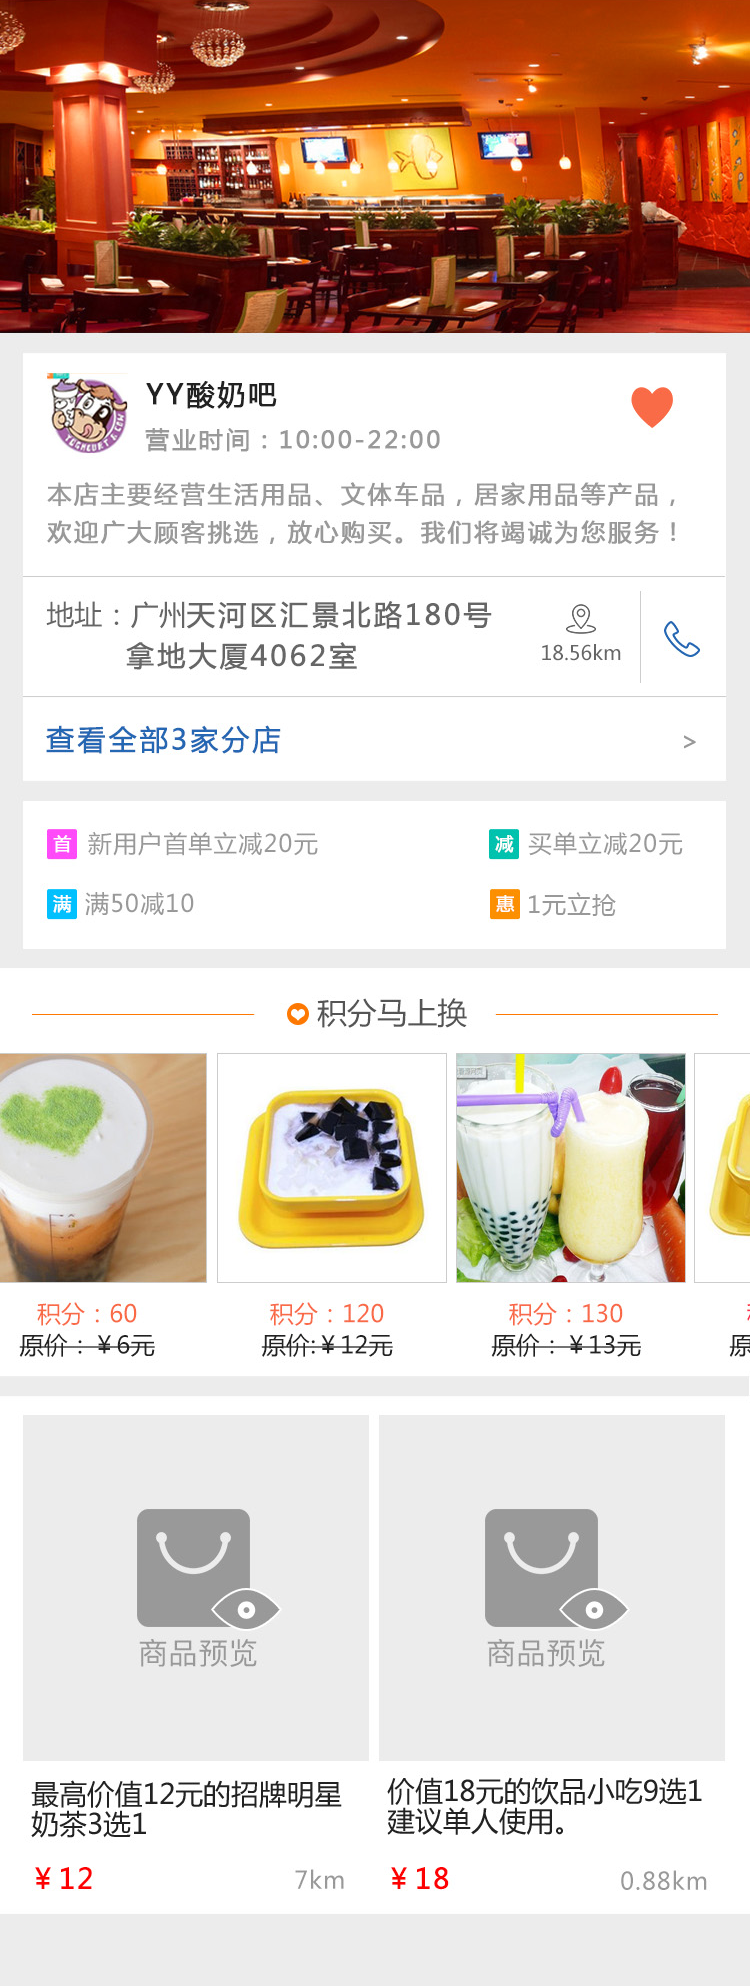 YY酸奶吧
营业时间：10:00-22:00
本店主要经营生活用品、文体车品，居家用品等产品，
欢迎广大顾客挑选，放心购买。我们将竭诚为您服务！
地址：广州天河区汇景北路180号
拿地大厦4062室
18.56km
查看全部3家分店 >
首 新用户首单立减20元
减 买单立减20元
满 满50减10
惠 1元立抢
积分马上换
积分：60
原价：￥6元
积分：120
原价:￥12元
积分：130
原价：￥13元
商品预览
商品预览
最高价值12元的招牌明星
奶茶3选1
￥12
7km
价值18元的饮品小吃9选1
建议单人使用。
￥18
0.88km